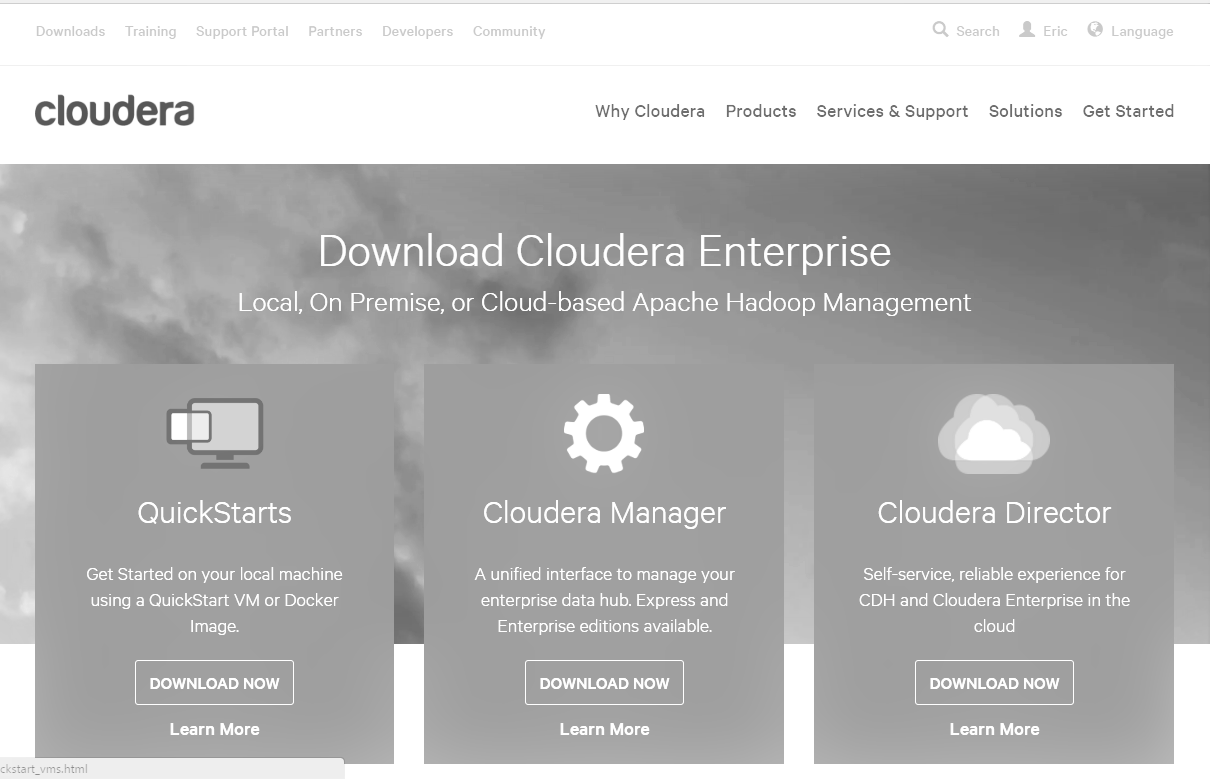 Downloads Training Support Portal Partners Developers Community Search Eric Language
cloudera Why Cloudera Products Services & Support Solutions Get Started
Download Cloudera Enterprise
Local, On Premise, or Cloud-based Apache Hadoop Management
QuickStarts
Get Started on your local machine
using a QuickStart VM or Docker
Image.
DOWNLOAD NOW
Learn More
Cloudera Manager
A unified interface to manage your
enterprise data hub. Express and
Enterprise editions available.
DOWNLOAD NOW
Learn More
Cloudera Director
Self-service, reliable experience for
CDH and Cloudera Enterprise in the
cloud
DOWNLOAD NOW
Learn More
ckstart_vms.html